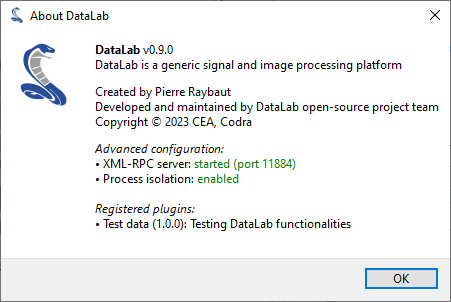 About DataLab
DataLab v0.9.0
DataLab is a generic signal and image processing platform
Created by Pierre Raybaut
Developed and maintained by DataLab open-source project team
Copyright © 2023 CEA, Codra
Advanced configuration:
• XML-RPC server: started (port 11884)
• Process isolation: enabled
Registered plugins:
• Test data (1.0.0): Testing DataLab functionalities
OK